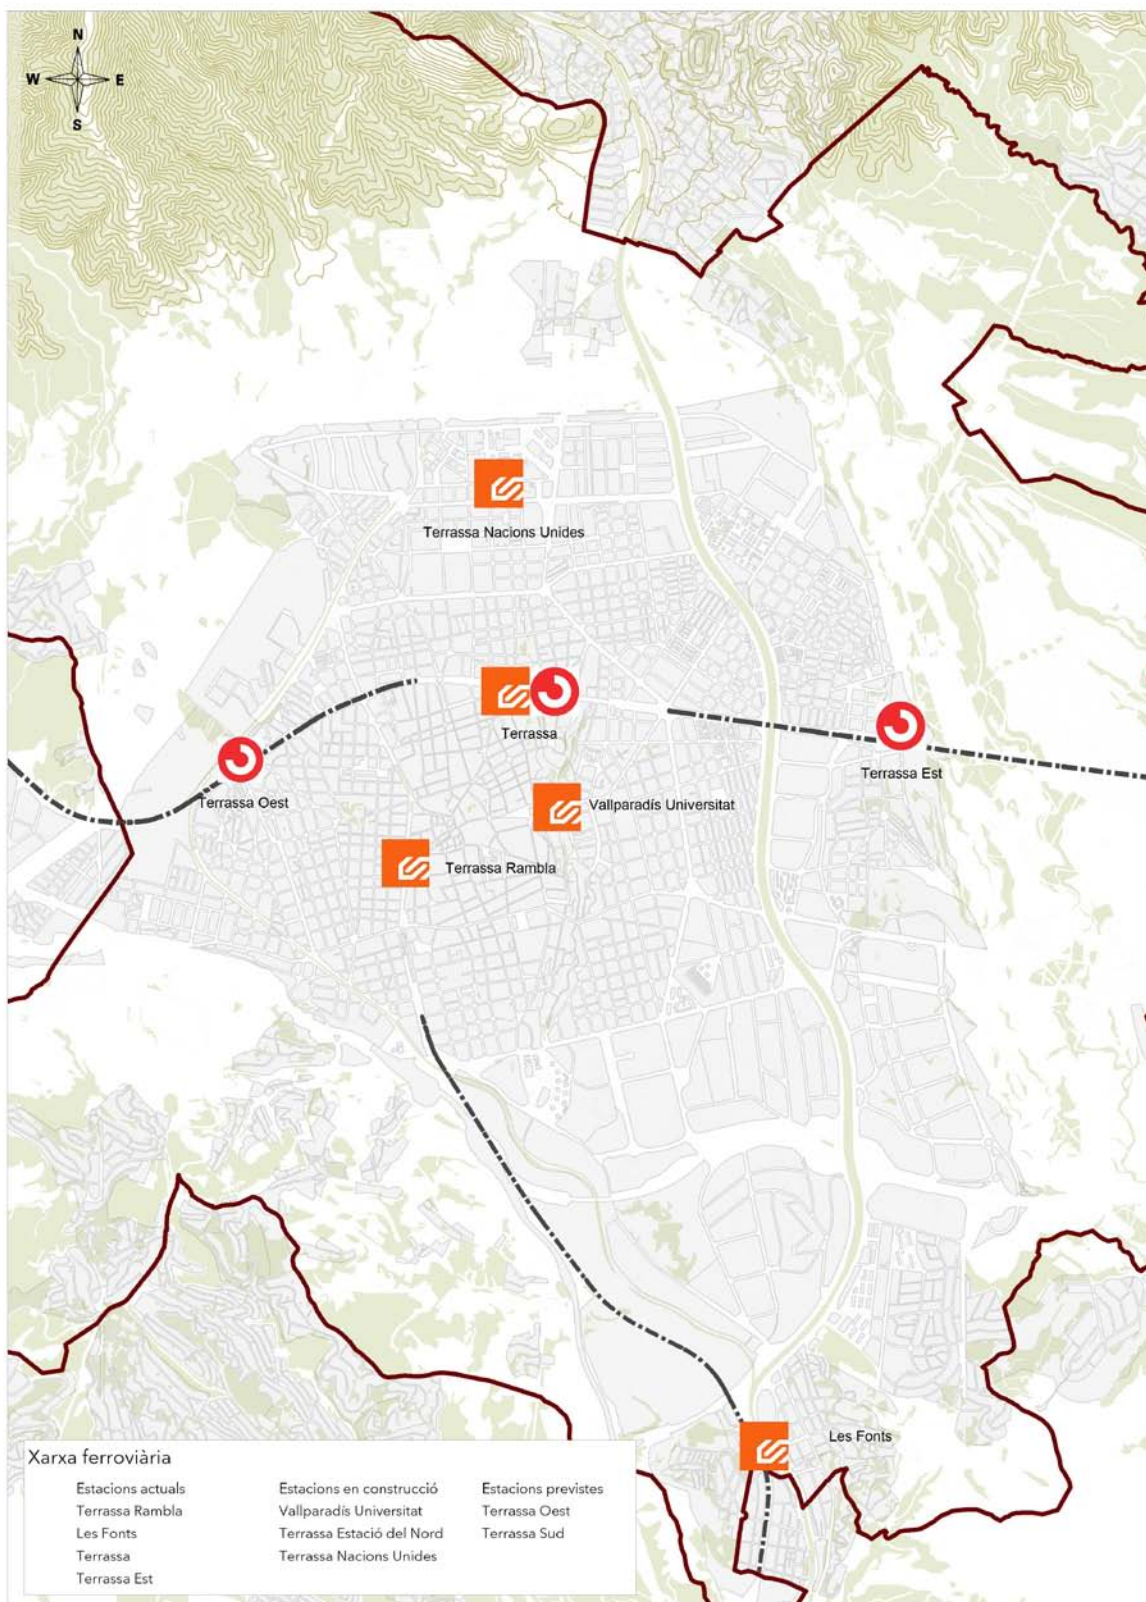 N
W E
S
Terrassa Nacions Unides
Terrassa
Terrassa Est
Terrassa Oest
Vallparadís Universitat
Terrassa Rambla
Les Fonts
Xarxa ferroviària
Estacions actuals
Terrassa Rambla
Les Fonts
Terrassa
Terrassa Est
Estacions en construcció
Vallparadís Universitat
Terrassa Estació del Nord
Terrassa Nacions Unides
Estacions previstes
Terrassa Oest
Terrassa Sud